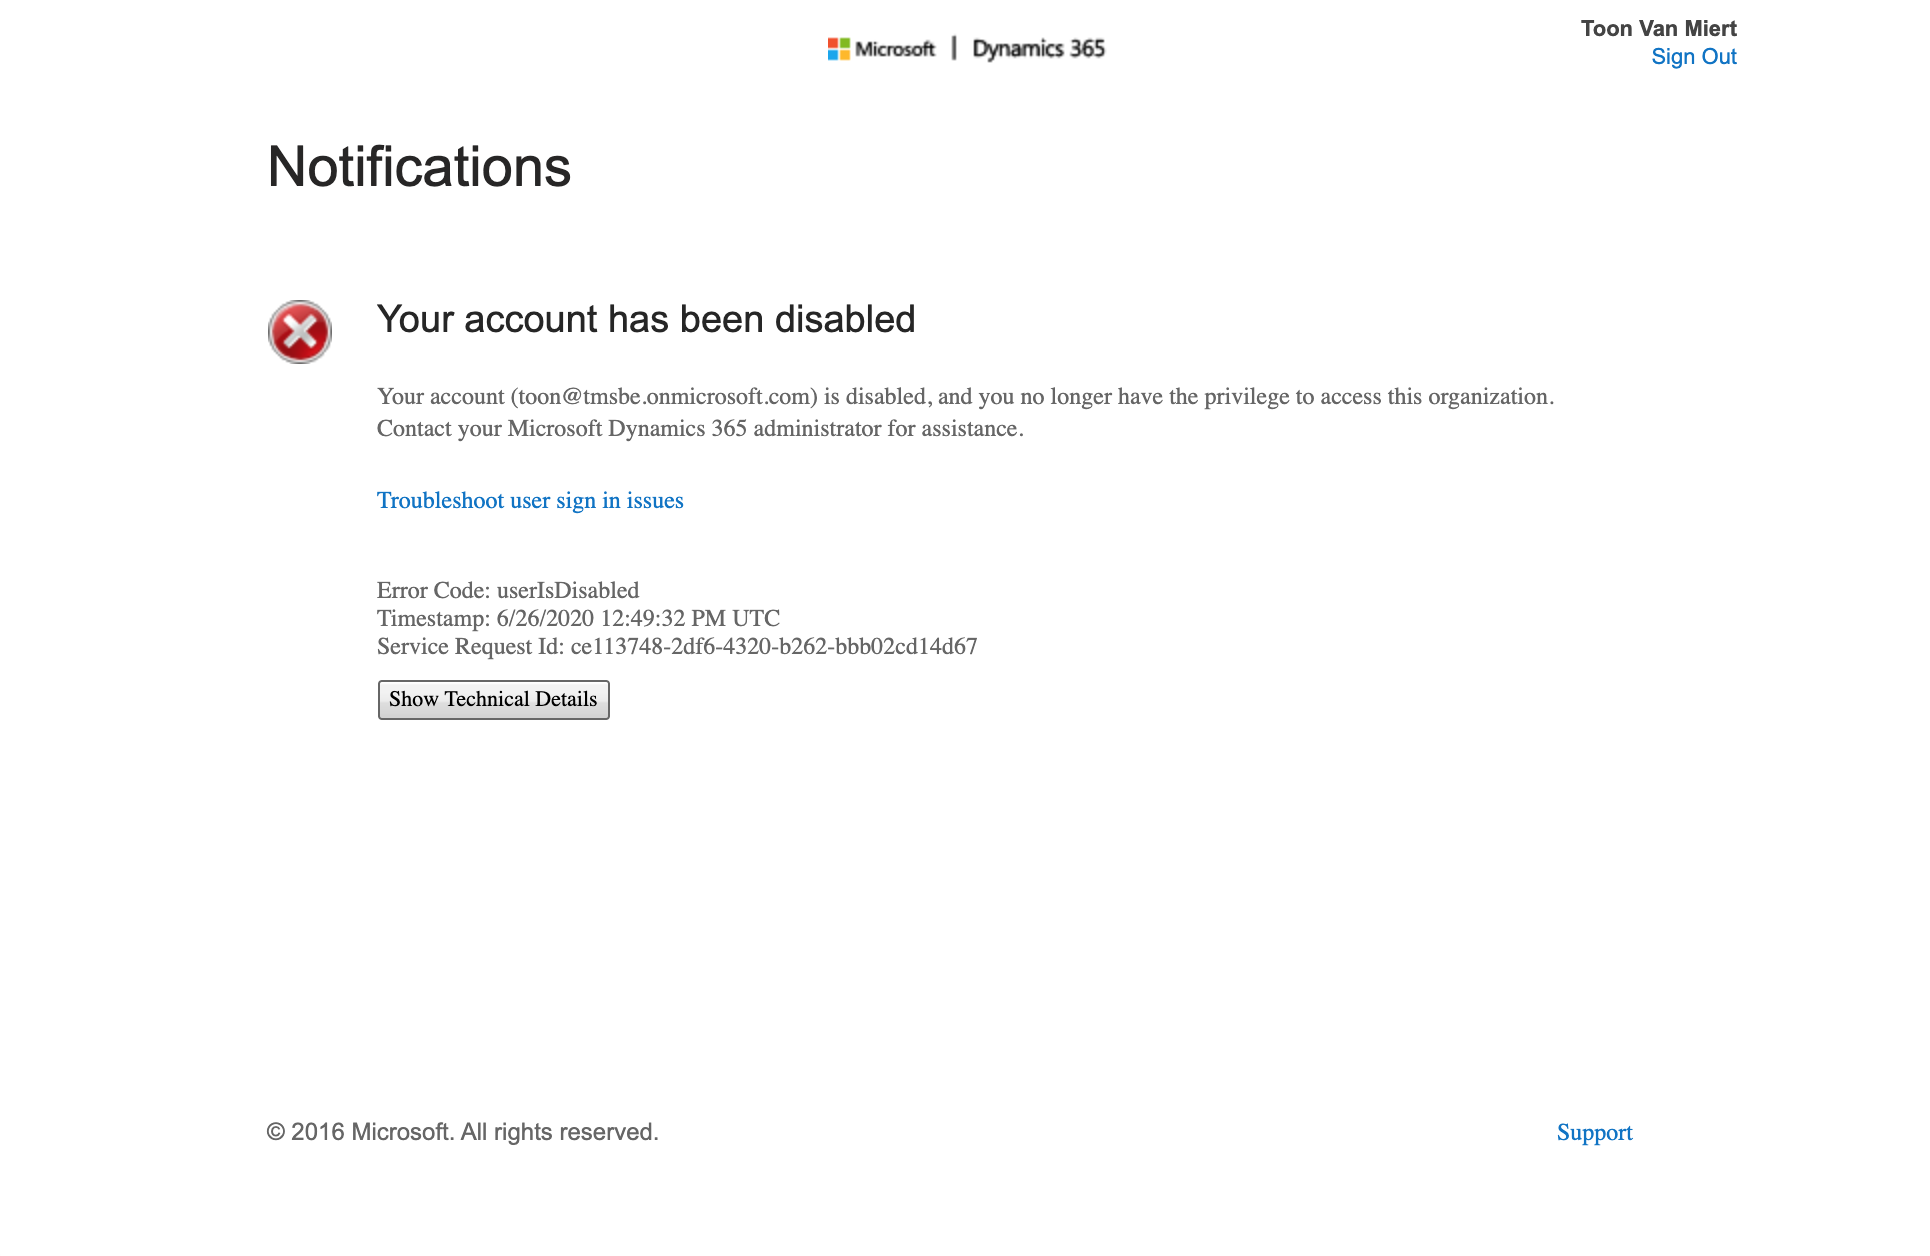 Microsoft | Dynamics 365
Toon Van Miert
Sign Out
Notifications
Your account has been disabled
Your account (toon@tmsbe.onmicrosoft.com) is disabled, and you no longer have the privilege to access this organization.
Contact your Microsoft Dynamics 365 administrator for assistance.
Troubleshoot user sign in issues
Error Code: userIsDisabled
Timestamp: 6/26/2020 12:49:32 PM UTC
Service Request Id: ce113748-2df6-4320-b262-bbb02cd14d67
Show Technical Details
© 2016 Microsoft. All rights reserved.
Support